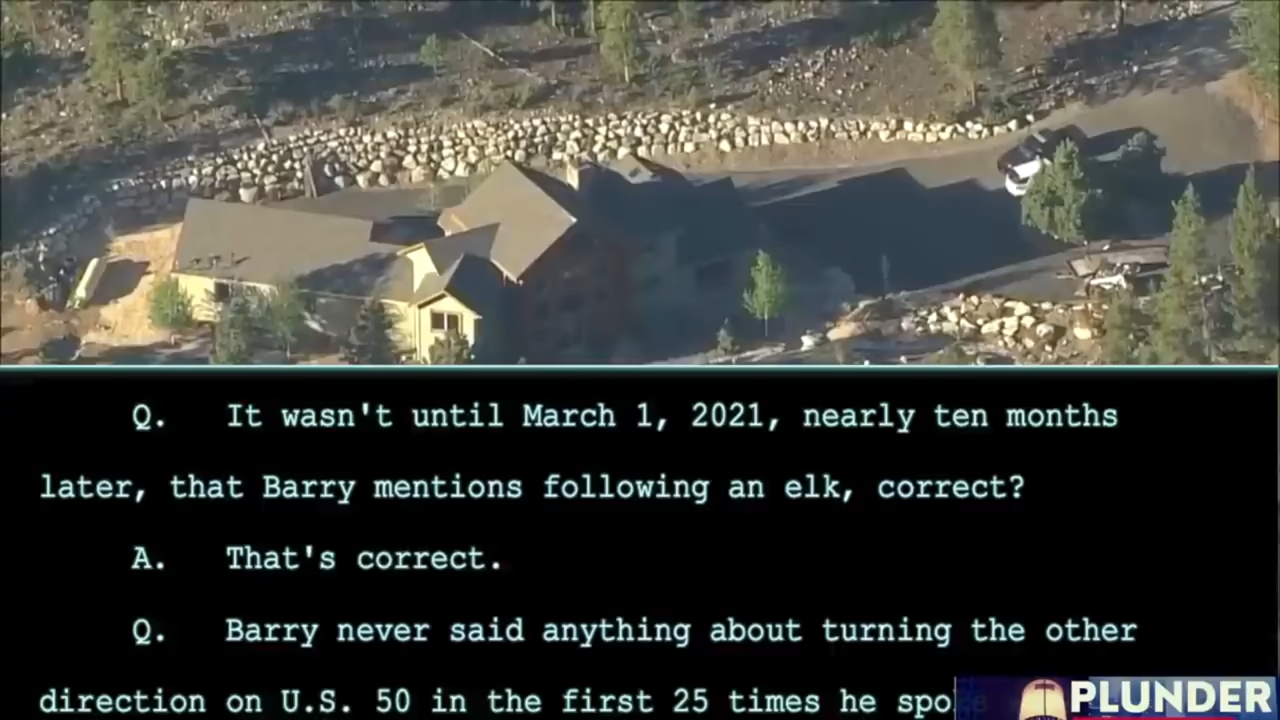 Q. It wasn't until March 1, 2021, nearly ten months
later, that Barry mentions following an elk, correct?
A. That's correct.
Q. Barry never said anything about turning the other
direction on U.S. 50 in the first 25 times he
PLUNDER